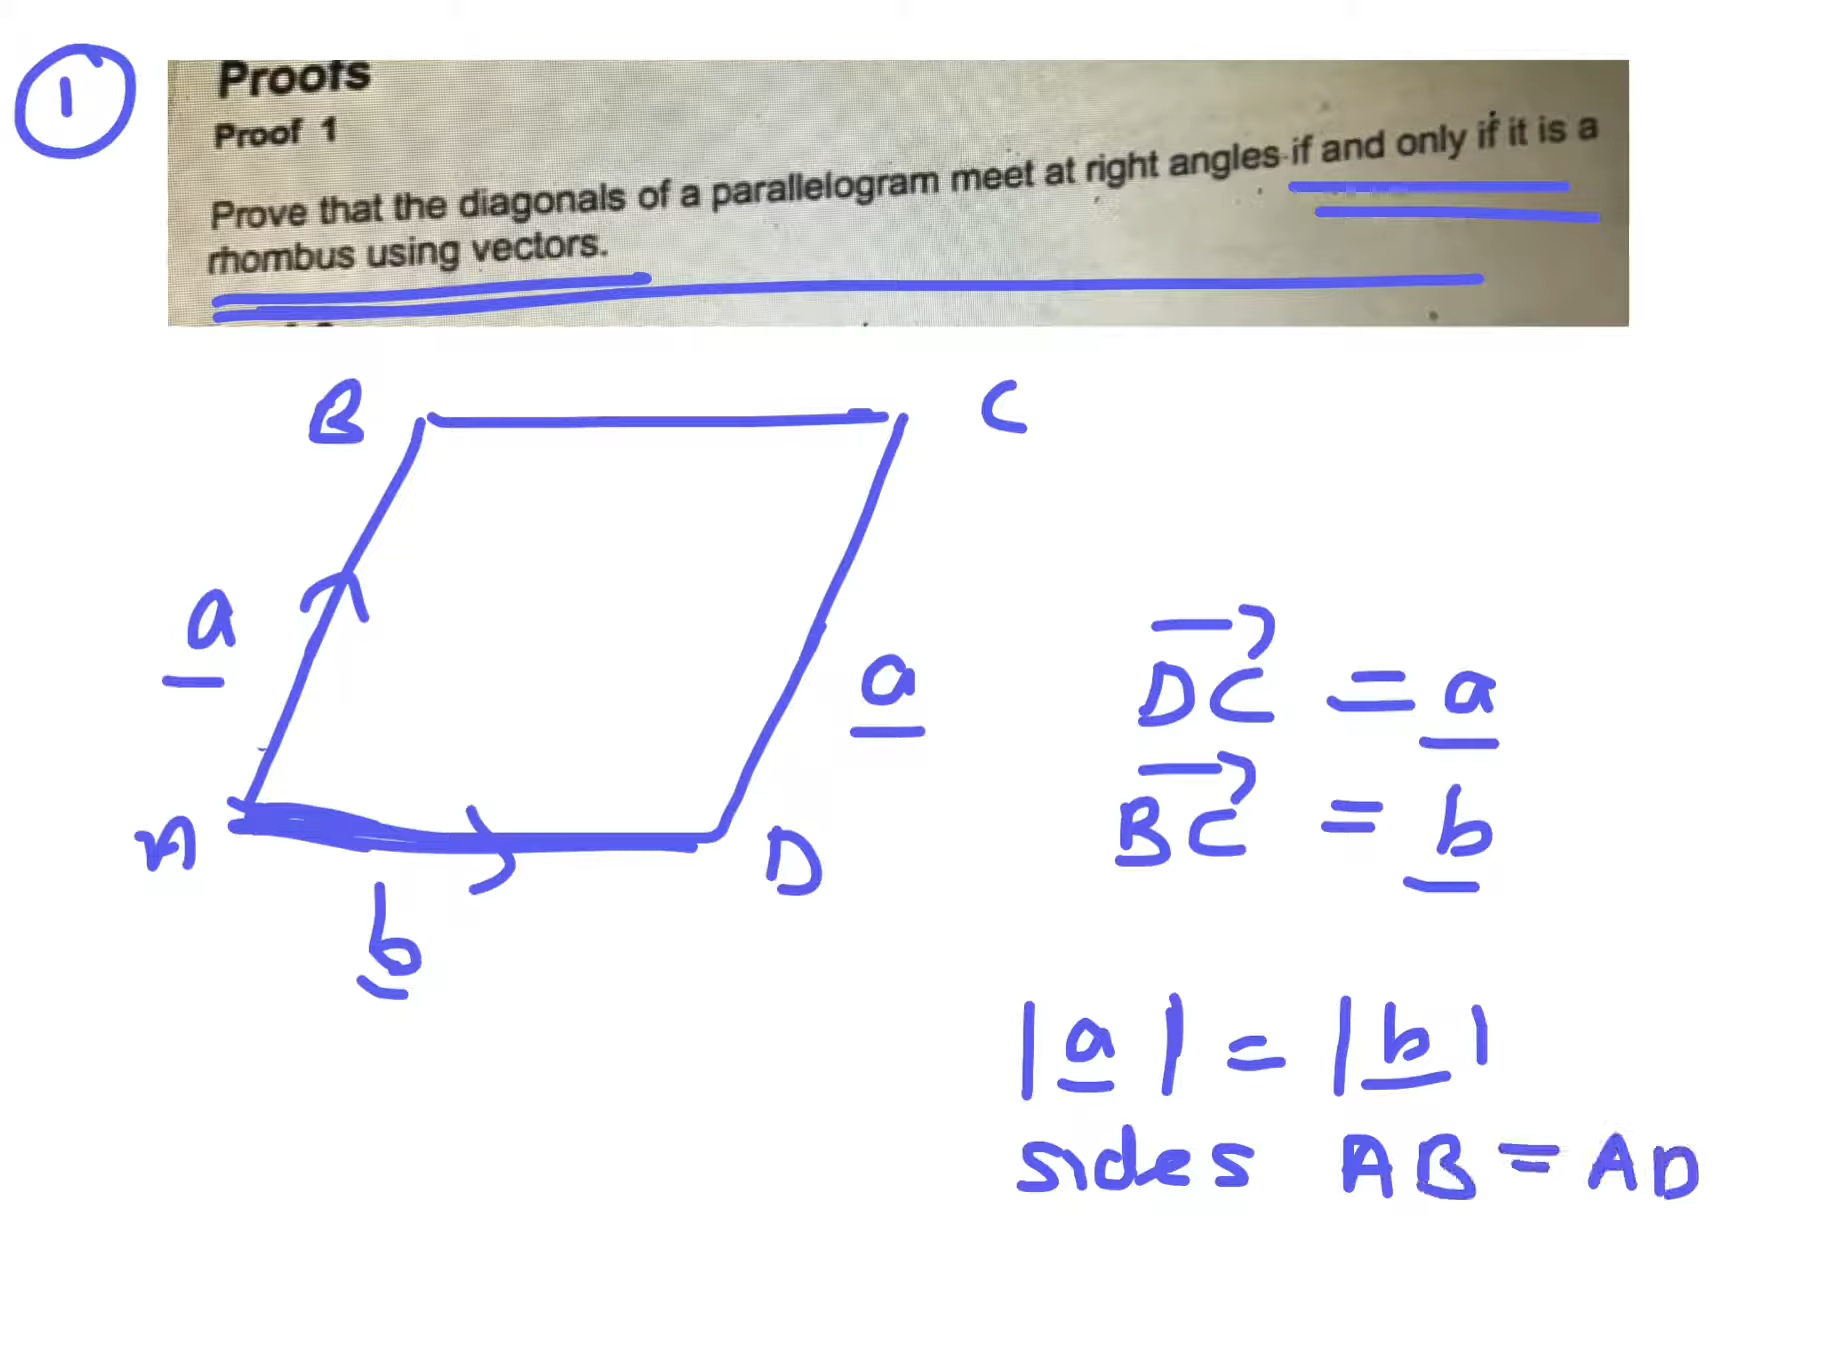 1
Proofs
Proof 1
Prove that the diagonals of a parallelogram meet at right angles if and only if it is a
rhombus using vectors.
B C
a
a
DC = a
A D
BC = b
b
|a| = |b|
sides AB = AD